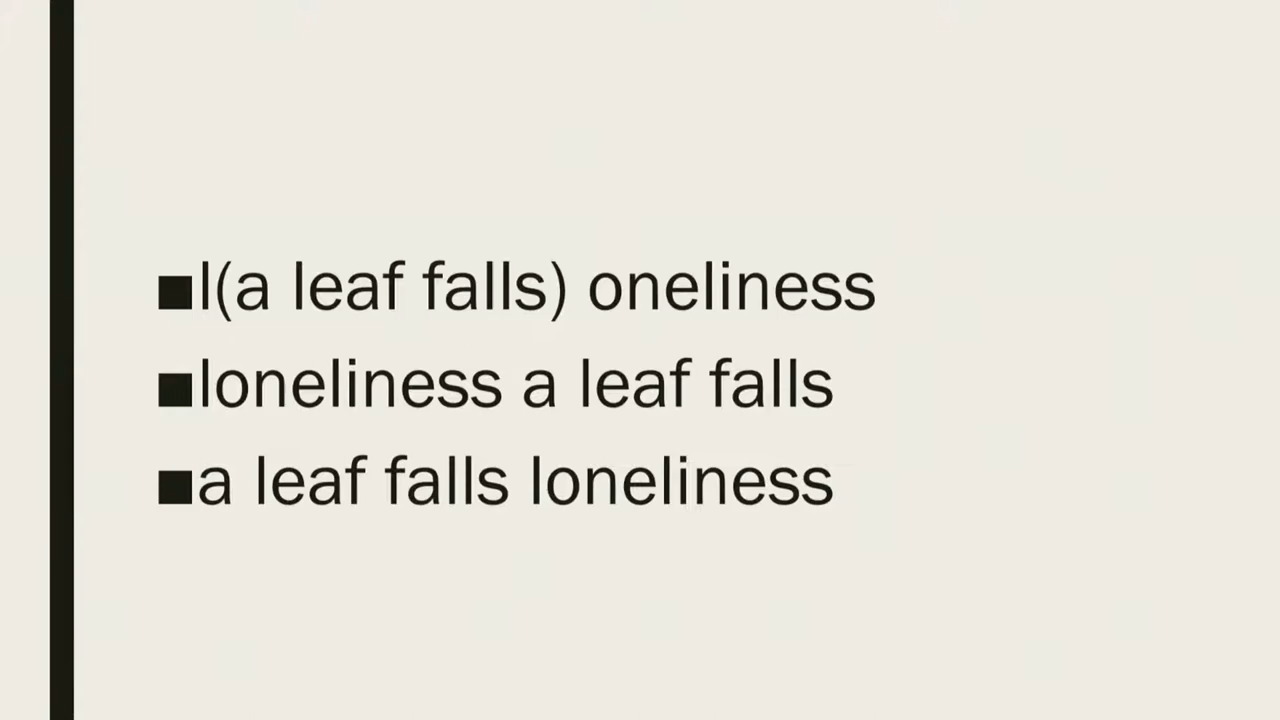 ■l(a leaf falls) oneliness
■loneliness a leaf falls
■a leaf falls loneliness